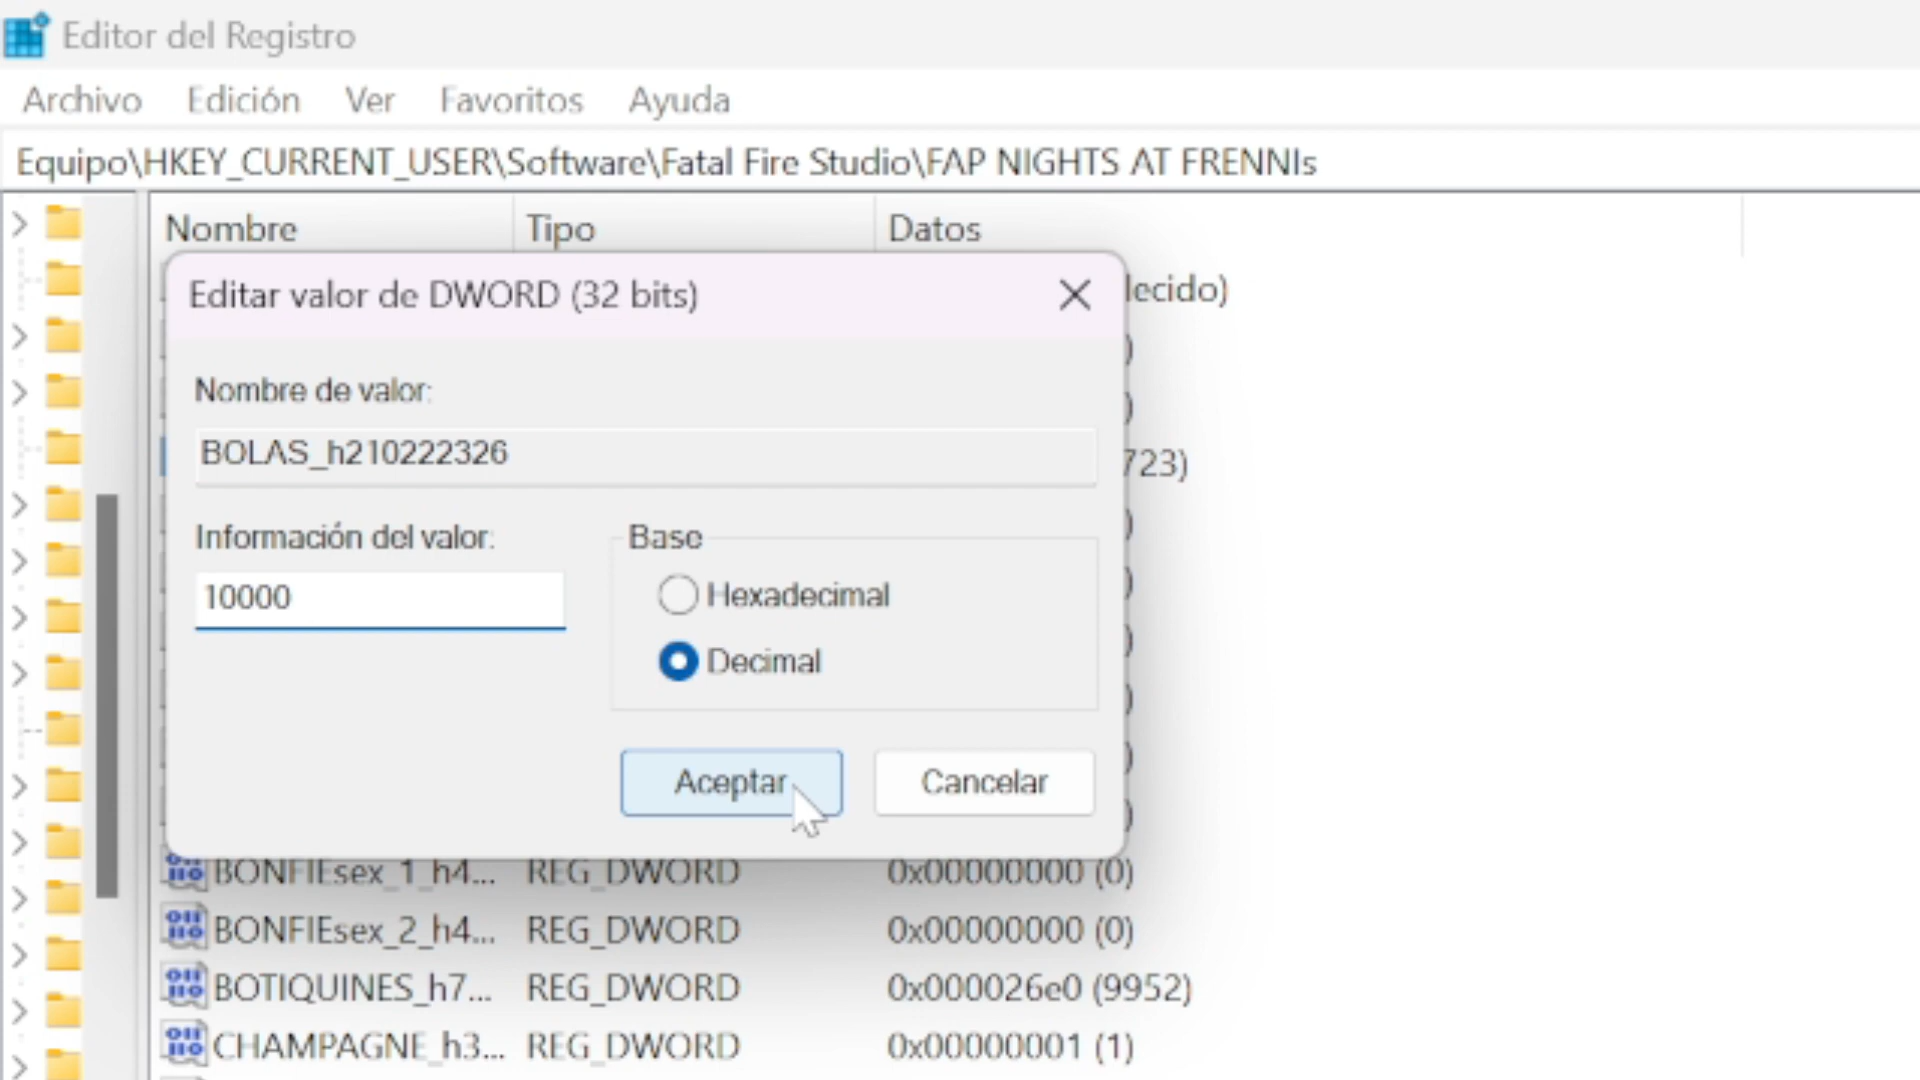 Editor del Registro
Archivo Edición Ver Favoritos Ayuda
Equipo\HKEY_CURRENT_USER\Software\Fatal Fire Studio\FAP NIGHTS AT FRENNIs
Nombre Tipo Datos
Editar valor de DWORD (32 bits)
lecido)
)
Nombre de valor:
)
BOLAS_h210222326
723)
Información del valor:
Base
)
10000
Hexadecimal
)
)
Decimal
)
)
Aceptar
Cancelar
)
BONFIEsex_1_h4... REG_DWORD 0x00000000 (0)
BONFIEsex_2_h4... REG_DWORD 0x00000000 (0)
BOTIQUINES_h7... REG_DWORD 0x000026e0 (9952)
CHAMPAGNE_h3... REG_DWORD 0x00000001 (1)